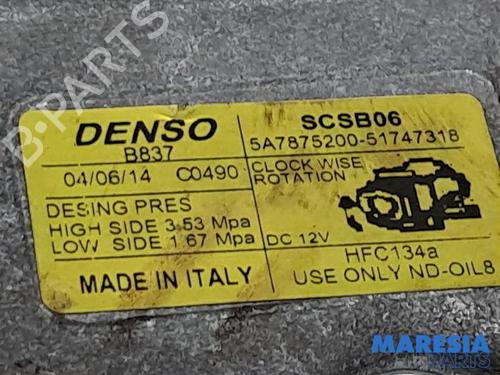 B-PARTS
DENSO
B837
04/06/14 C0490
DESING PRES
HIGH SIDE 3.53 Mpa
LOW SIDE 1.67 Mpa
MADE IN ITALY
SCSB06
5A7875200-51747318
CLOCK WISE
ROTATION
DC 12V
HFC134a
USE ONLY ND-OIL8
MARESIA
PARTS